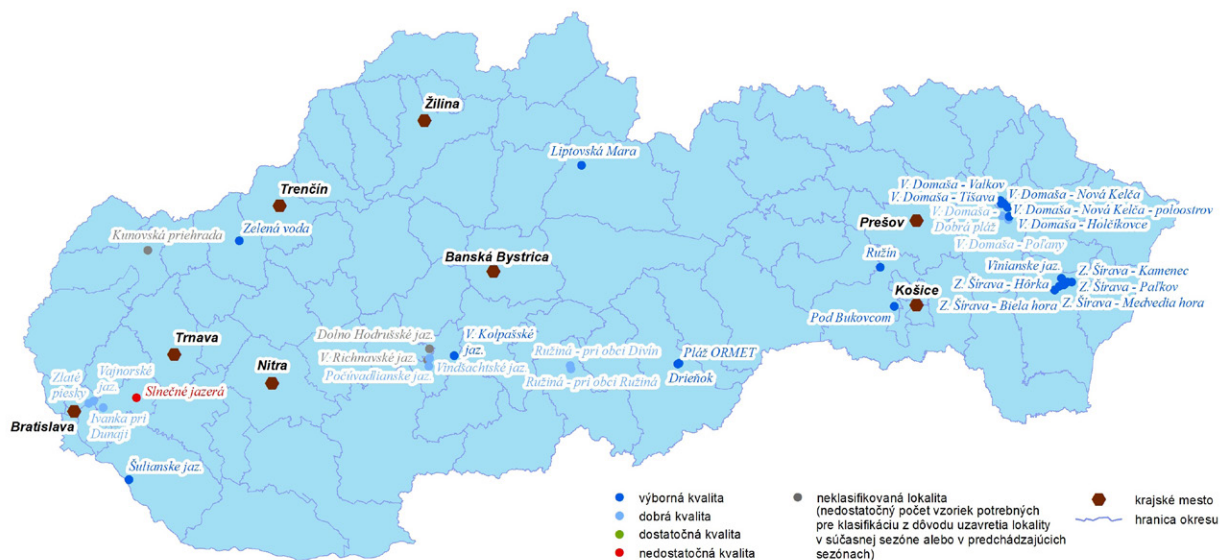 Žilina
Liptovská Mara
Trenčín
V. Domaša - Valkov
V. Domaša - Tišava
V. Domaša - Nová Kelča
V. Domaša - Nová Kelča - poloostrov
V. Domaša - Holčíkovce
V. Domaša -
Dobrá pláž
V. Domaša - Poľany
Prešov
Kunovská priehrada
Zelená voda
Banská Bystrica
Ružín
Vinianske jaz.
Z. Šírava - Kamenec
Z. Šírava - Hôrka
Z. Šírava - Paľkov
Košice
Z. Šírava - Biela hora
Z. Šírava - Medvedia hora
Pod Bukovcom
Trnava
Dolno Hodrušské jaz.
V. Kolpašské
jaz.
V. Richnavské jaz.
Vindšachtské jaz.
Počúvadlianske jaz.
Ružiná - pri obci Divín
Ružiná - pri obci Ružiná
Pláž ORMET
Drieňok
Nitra
Zlaté
piesky
Vajnorské
jaz.
Slnečné jazerá
Bratislava
Ivanka pri
Dunaji
Šulianske jaz.
výborná kvalita
dobrá kvalita
dostatočná kvalita
nedostatočná kvalita
neklasifikovaná lokalita
(nedostatočný počet vzoriek potrebných
pre klasifikáciu z dôvodu uzavretia lokality
v súčasnej sezóne alebo v predchádzajúcich
sezónach)
krajské mesto
hranica okresu